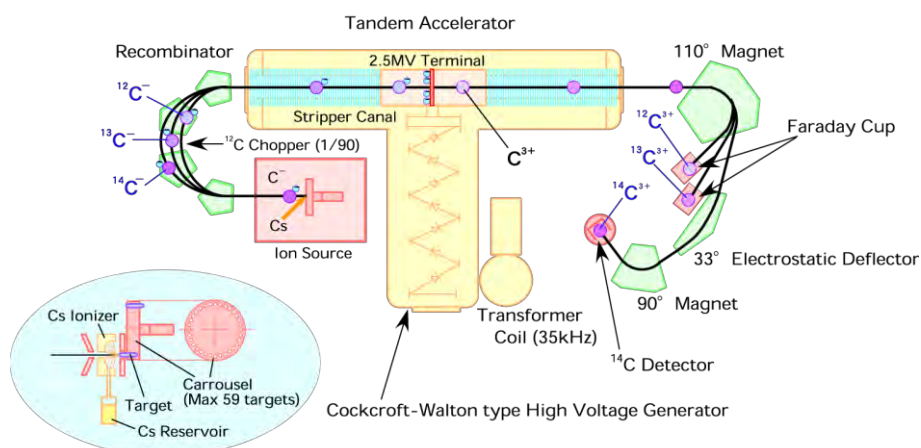 Tandem Accelerator
Recombinator
2.5MV Terminal
110° Magnet
¹²C⁻
¹³C⁻
¹⁴C⁻
¹²C Chopper (1/90)
Stripper Canal
C³⁺
¹²C³⁺
¹³C³⁺
Faraday Cup
C⁻
Cs
Ion Source
¹⁴C³⁺
33° Electrostatic Deflector
90° Magnet
Transformer
Coil (35kHz)
¹⁴C Detector
Cockcroft-Walton type High Voltage Generator
Cs Ionizer
Target
Carrousel
(Max 59 targets)
Cs Reservoir